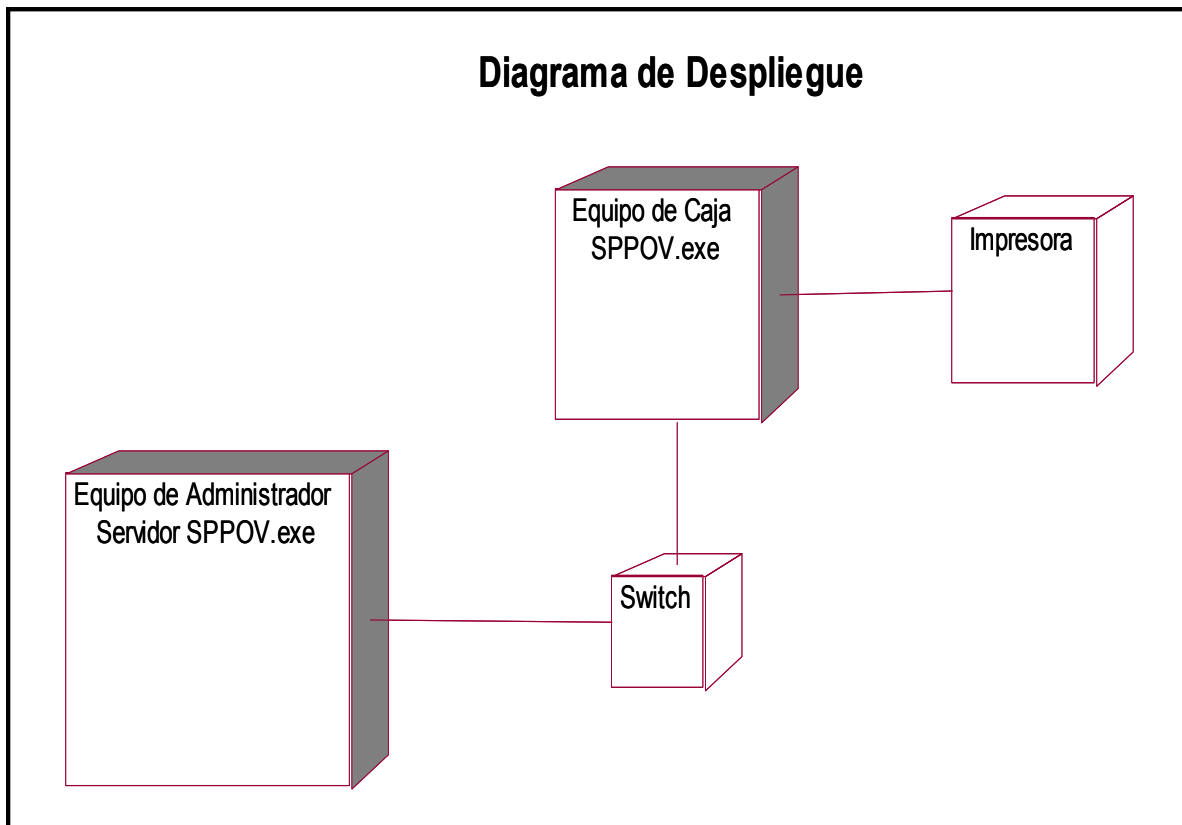 Diagrama de Despliegue
Equipo de Caja
SPPOV.exe
Impresora
Equipo de Administrador
Servidor SPPOV.exe
Switch